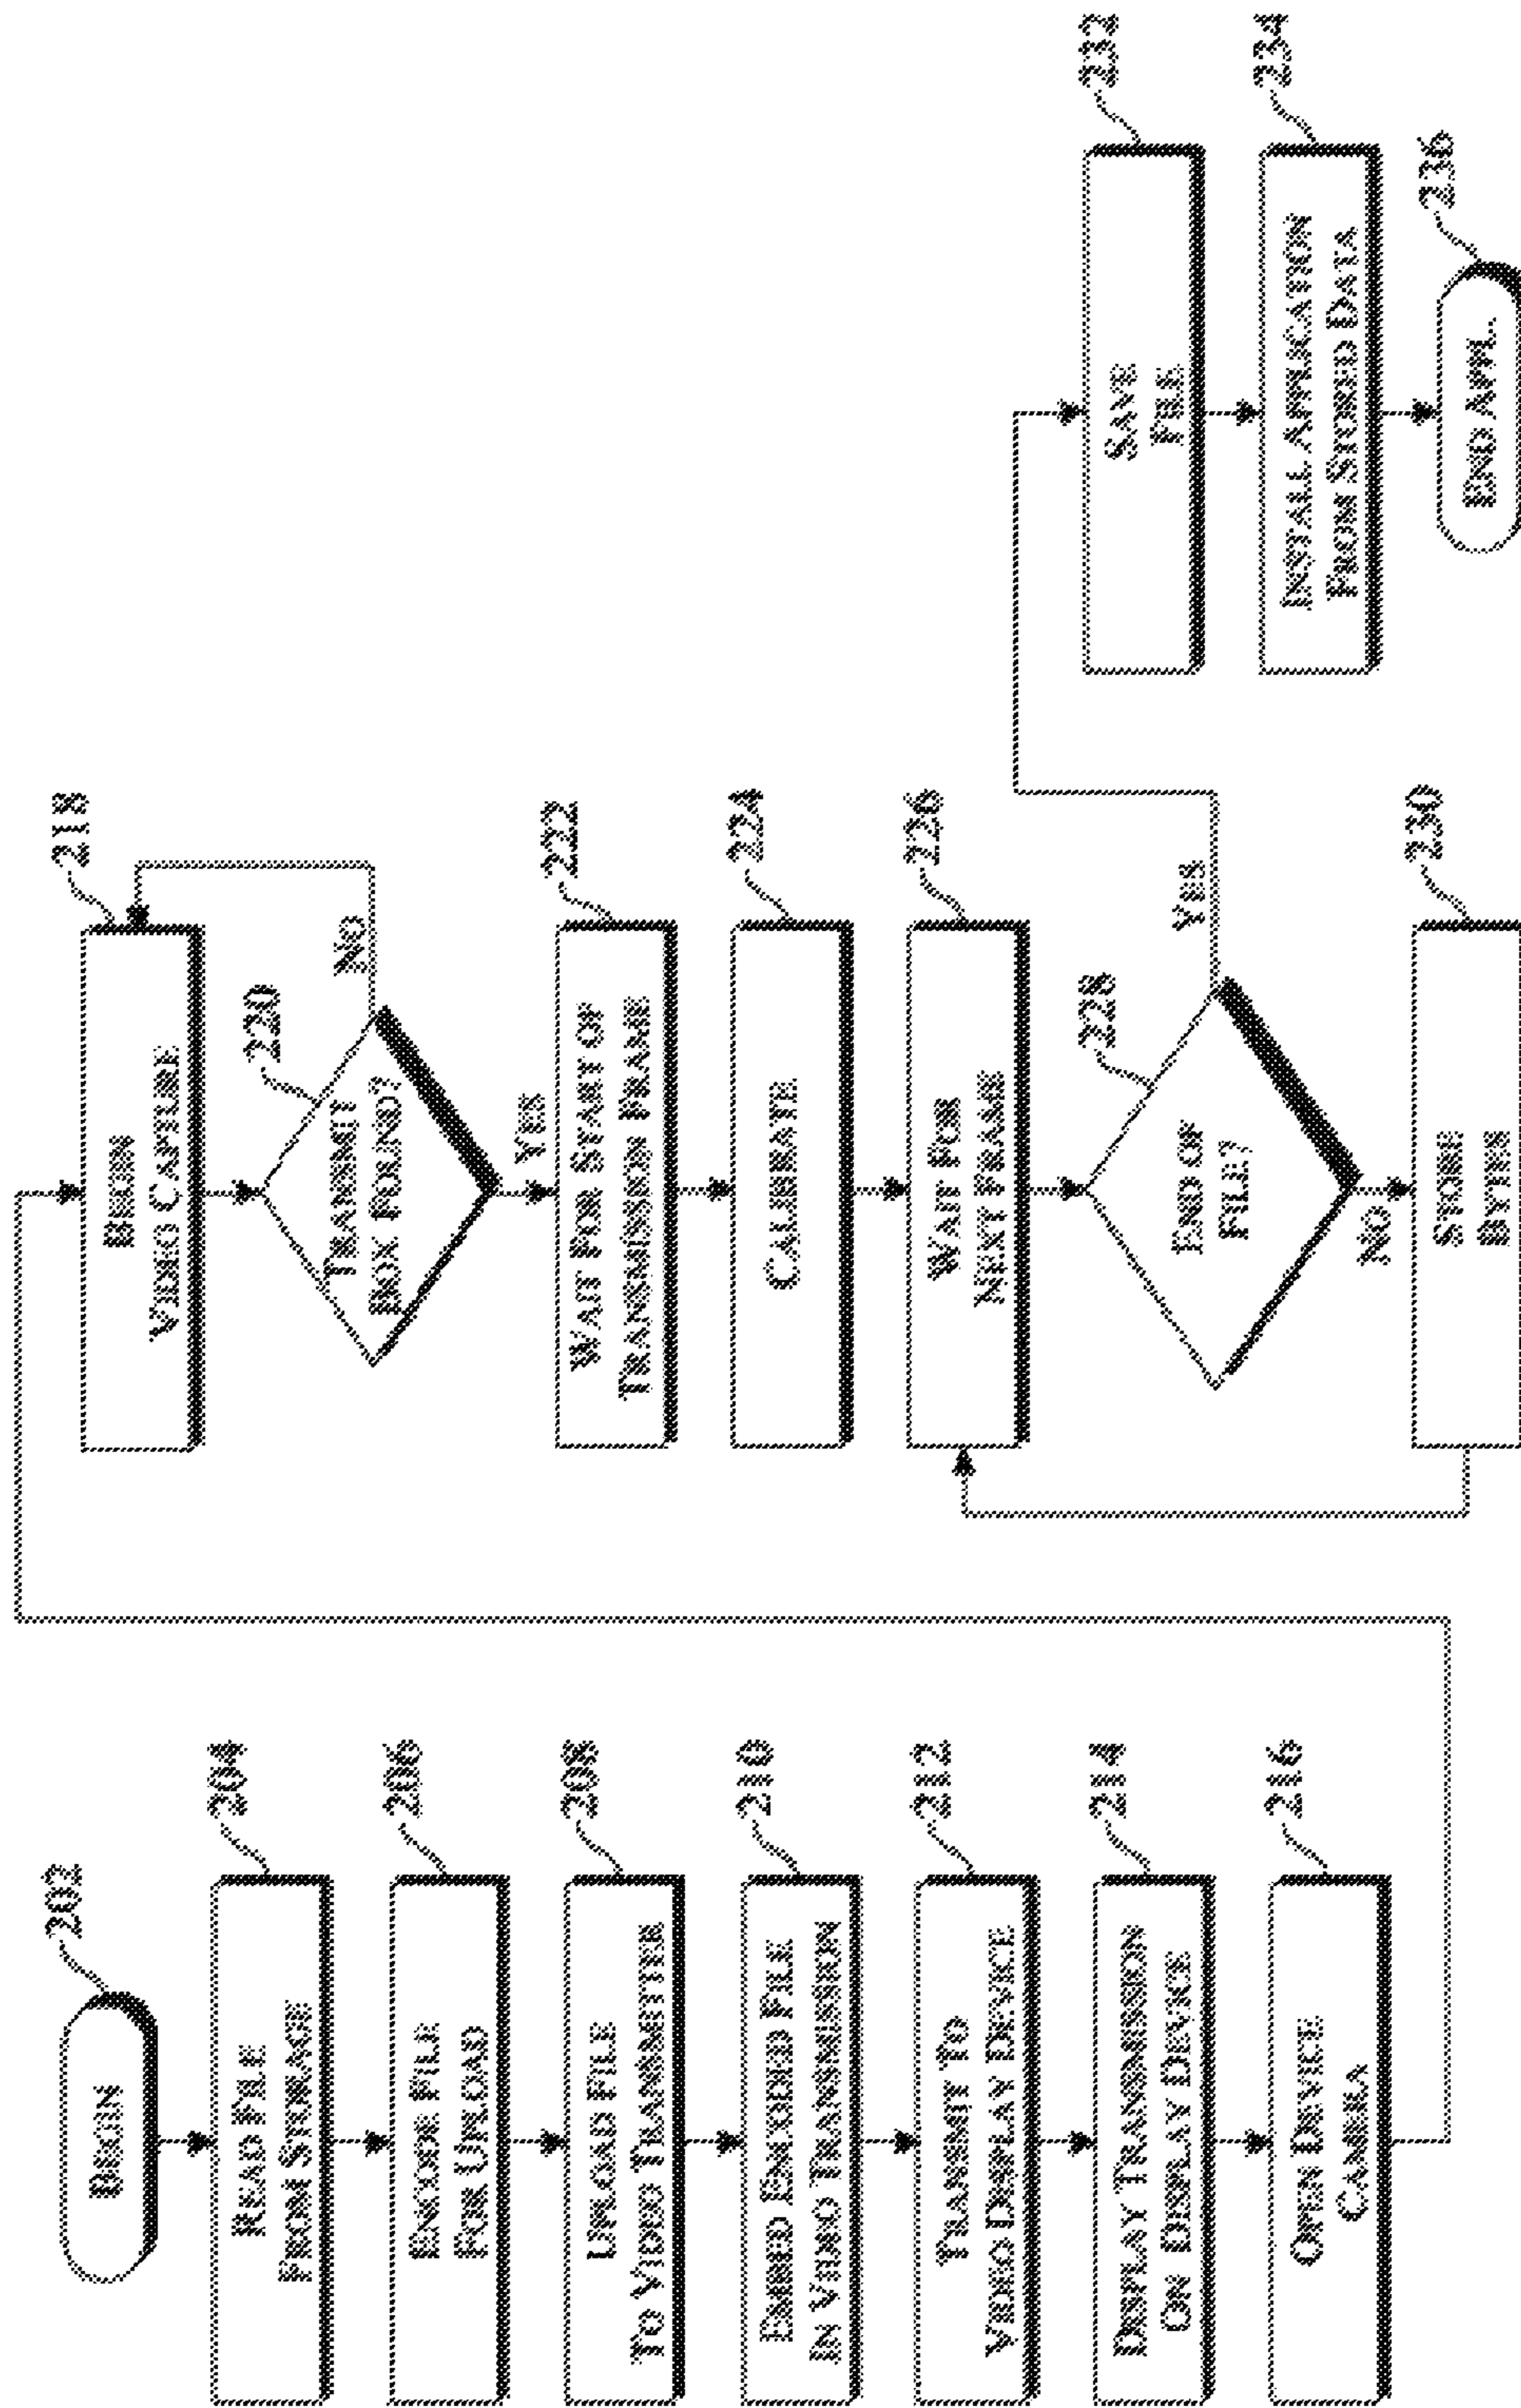 202
BEGIN
204
READ FILE
FROM STORAGE
206
ENCODE FILE
FOR UPLOAD
208
UPLOAD FILE
TO VIDEO TRANSMITTER
210
EMBED ENCODED FILE
IN VIDEO TRANSMISSION
212
TRANSMIT TO
VIDEO DISPLAY DEVICE
214
DISPLAY TRANSMISSION
ON DISPLAY DEVICE
216
OPEN DEVICE
CAMERA
218
BEGIN
VIDEO CAPTURE
220
TRANSMIT
BOX FOUND?
NO
YES
222
WAIT FOR START OF
TRANSMISSION FRAME
224
CALIBRATE
226
WAIT FOR
NEXT FRAME
228
END OF
FILE?
YES
NO
230
STORE
BYTES
232
SAVE
FILE
234
INSTALL APPLICATION
FROM STORED DATA
236
END APPL.